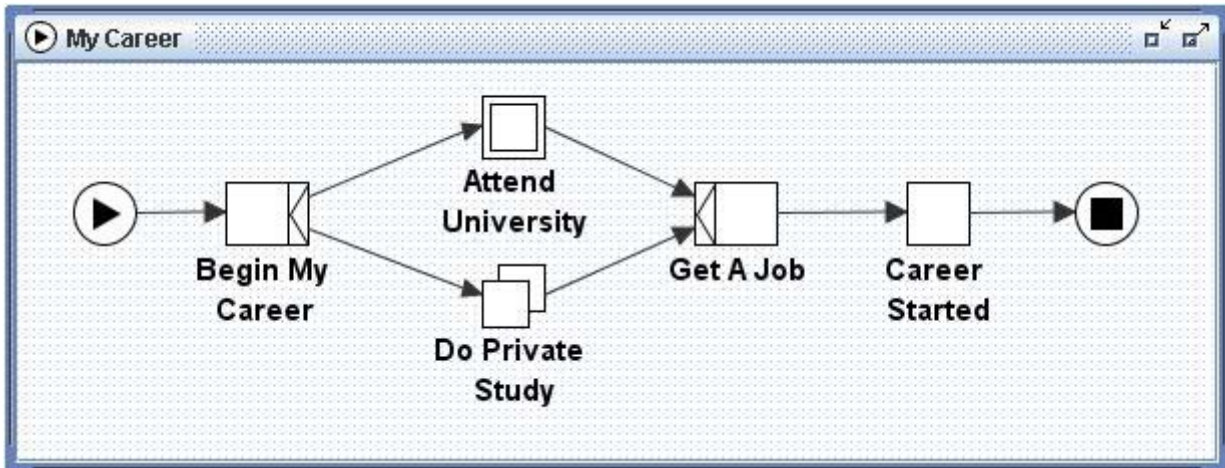 My Career
Attend
University
Begin My
Career
Do Private
Study
Get A Job
Career
Started